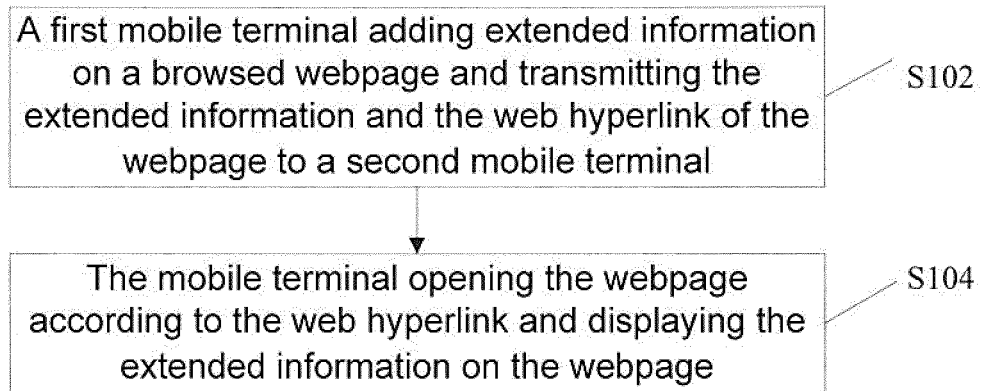 A first mobile terminal adding extended information
on a browsed webpage and transmitting the
extended information and the web hyperlink of the
webpage to a second mobile terminal
S102
The mobile terminal opening the webpage
according to the web hyperlink and displaying the
extended information on the webpage
S104